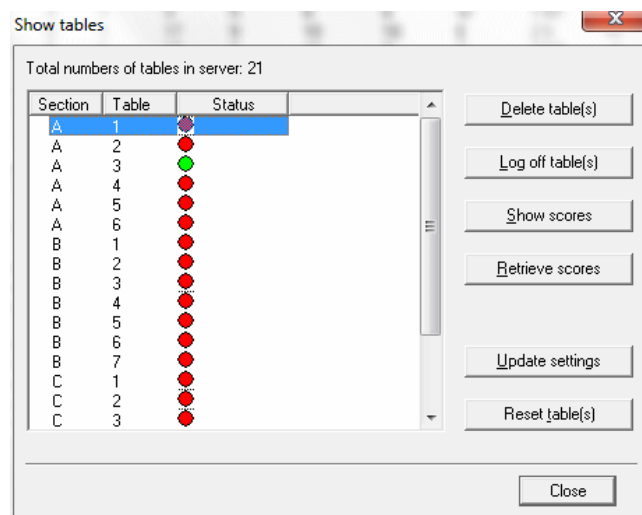 Show tables
Total numbers of tables in server: 21
Section Table Status
A 1
A 2
A 3
A 4
A 5
A 6
B 1
B 2
B 3
B 4
B 5
B 6
B 7
C 1
C 2
C 3
Delete table(s)
Log off table(s)
Show scores
Retrieve scores
Update settings
Reset table(s)
Close